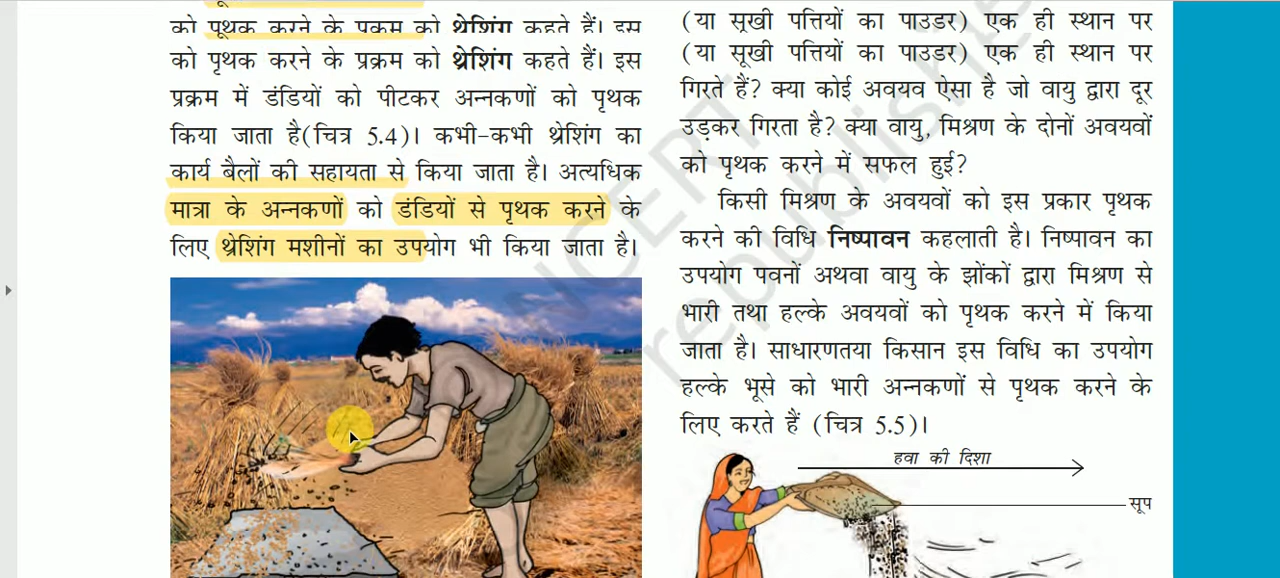 को पृथक करने के प्रक्रम को थ्रेशिंग कहते हैं। इस
को पृथक करने के प्रक्रम को थ्रेशिंग कहते हैं। इस
प्रक्रम में डंडियों को पीटकर अन्नकणों को पृथक
किया जाता है(चित्र 5.4)। कभी-कभी थ्रेशिंग का
कार्य बैलों की सहायता से किया जाता है। अत्यधिक
मात्रा के अन्नकणों को डंडियों से पृथक करने के
लिए थ्रेशिंग मशीनों का उपयोग भी किया जाता है।
(या सूखी पत्तियों का पाउडर) एक ही स्थान पर
(या सूखी पत्तियों का पाउडर) एक ही स्थान पर
गिरते हैं? क्या कोई अवयव ऐसा है जो वायु द्वारा दूर
उड़कर गिरता है? क्या वायु, मिश्रण के दोनों अवयवों
को पृथक करने में सफल हुई?
किसी मिश्रण के अवयवों को इस प्रकार पृथक
करने की विधि निष्पावन कहलाती है। निष्पावन का
उपयोग पवनों अथवा वायु के झोंकों द्वारा मिश्रण से
भारी तथा हल्के अवयवों को पृथक करने में किया
जाता है। साधारणतया किसान इस विधि का उपयोग
हल्के भूसे को भारी अन्नकणों से पृथक करने के
लिए करते हैं (चित्र 5.5)।
हवा की दिशा
सूप
NCERT
republishe